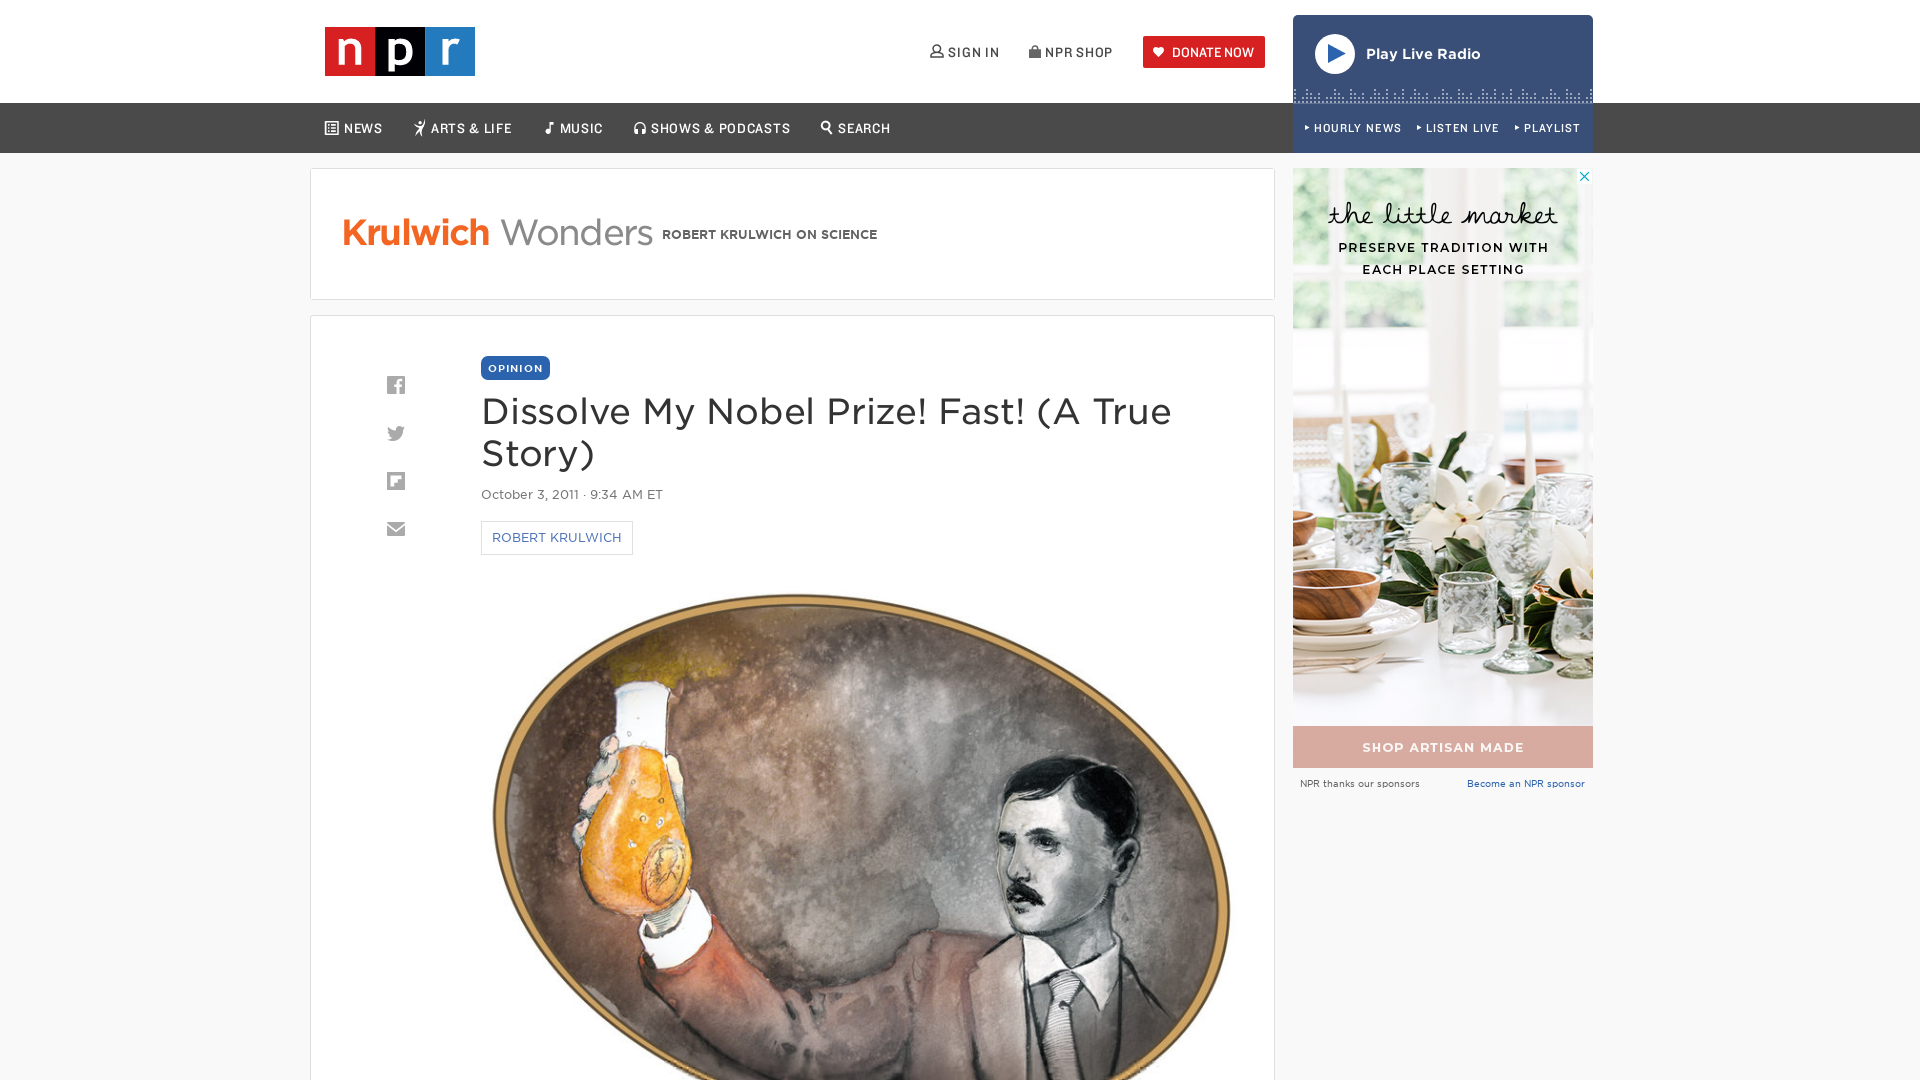 npr
SIGN IN
NPR SHOP
DONATE NOW
Play Live Radio
NEWS
ARTS & LIFE
MUSIC
SHOWS & PODCASTS
SEARCH
HOURLY NEWS
LISTEN LIVE
PLAYLIST
Krulwich Wonders ROBERT KRULWICH ON SCIENCE
the little market
PRESERVE TRADITION WITH
EACH PLACE SETTING
SHOP ARTISAN MADE
NPR thanks our sponsors
Become an NPR sponsor
OPINION
Dissolve My Nobel Prize! Fast! (A True
Story)
October 3, 2011 · 9:34 AM ET
ROBERT KRULWICH